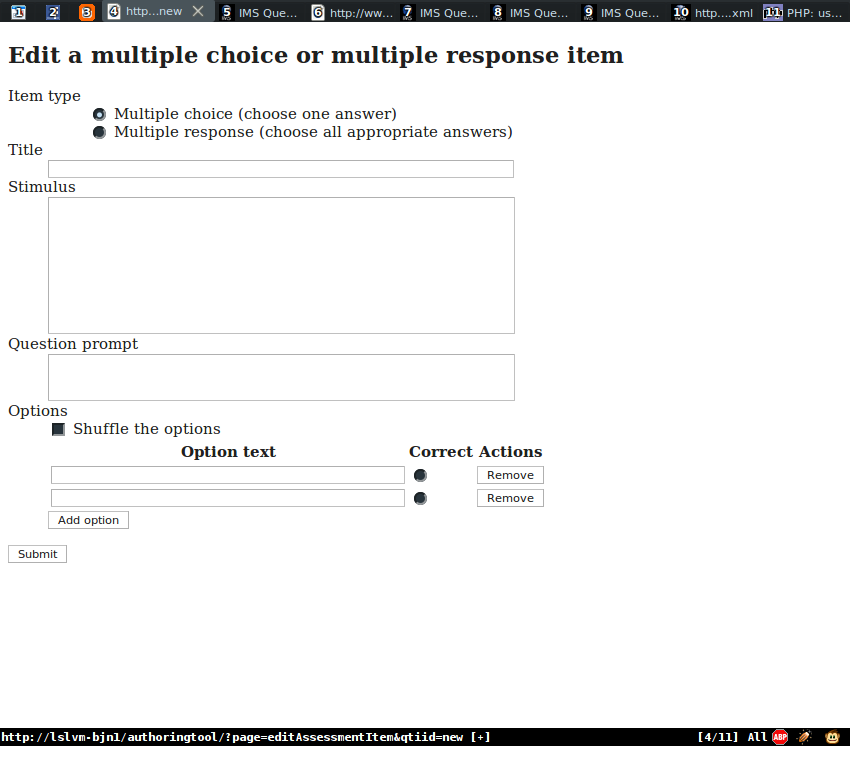 1 2 3 4 http...new 5 IMS Que... 6 http://ww... 7 IMS Que... 8 IMS Que... 9 IMS Que... 10 http....xml 11 PHP: us...
Edit a multiple choice or multiple response item
Item type
Multiple choice (choose one answer)
Multiple response (choose all appropriate answers)
Title
Stimulus
Question prompt
Options
Shuffle the options
Option text Correct Actions
Remove
Remove
Add option
Submit
http://lslvm-bjn1/authoringtool/?page=editAssessmentItem&qtiid=new [+] [4/11] All ABP